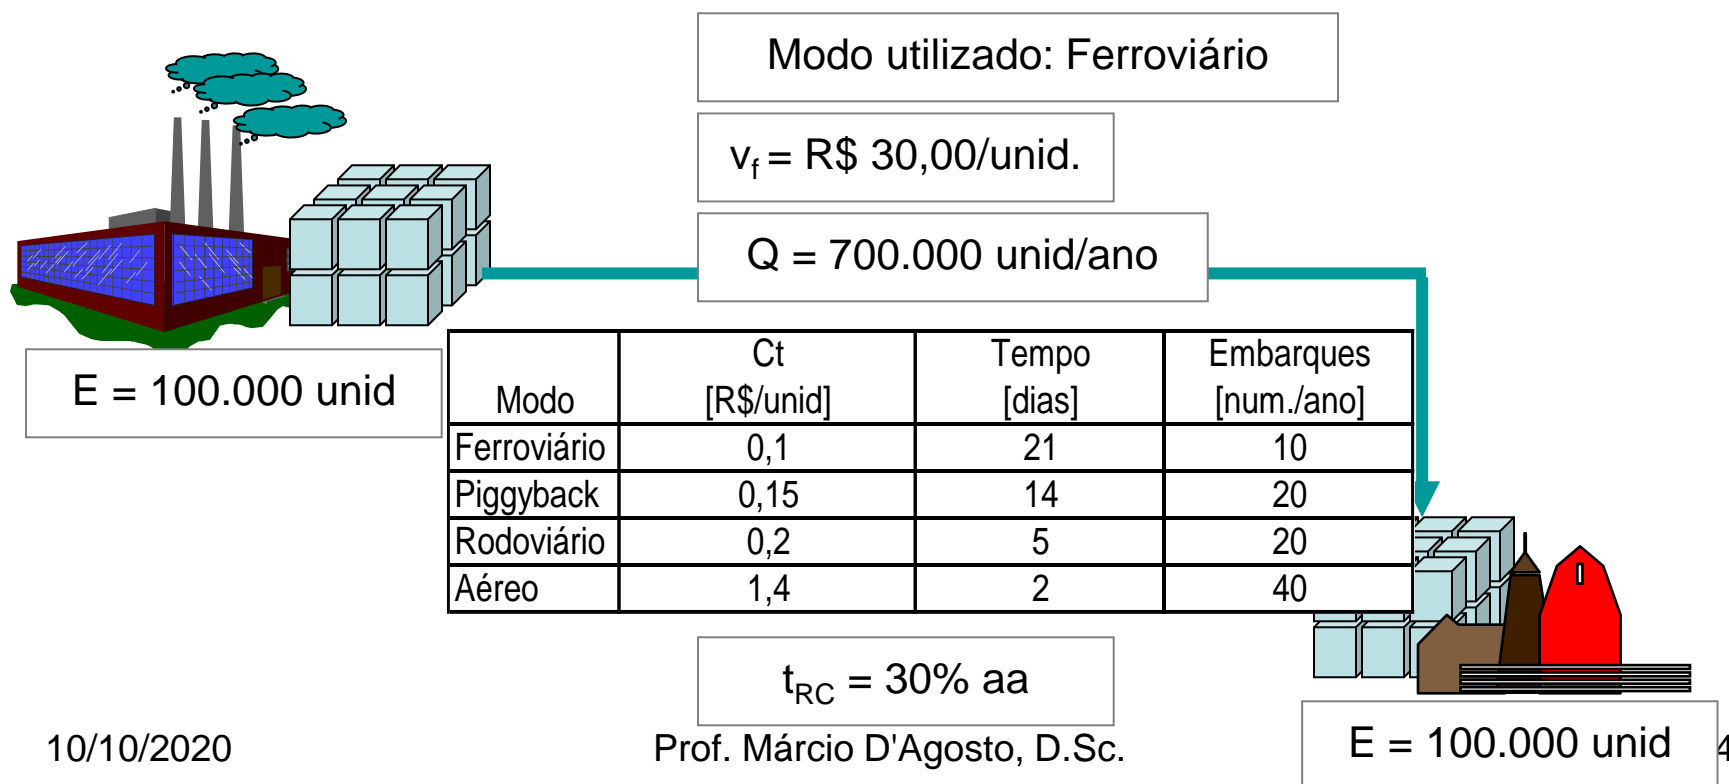 Modo utilizado: Ferroviário
vf = R$ 30,00/unid.
Q = 700.000 unid/ano
E = 100.000 unid
Modo Ct [R$/unid] Tempo [dias] Embarques [num./ano]
Ferroviário 0,1 21 10
Piggyback 0,15 14 20
Rodoviário 0,2 5 20
Aéreo 1,4 2 40
tRC = 30% aa
E = 100.000 unid
10/10/2020
Prof. Márcio D'Agosto, D.Sc.
4